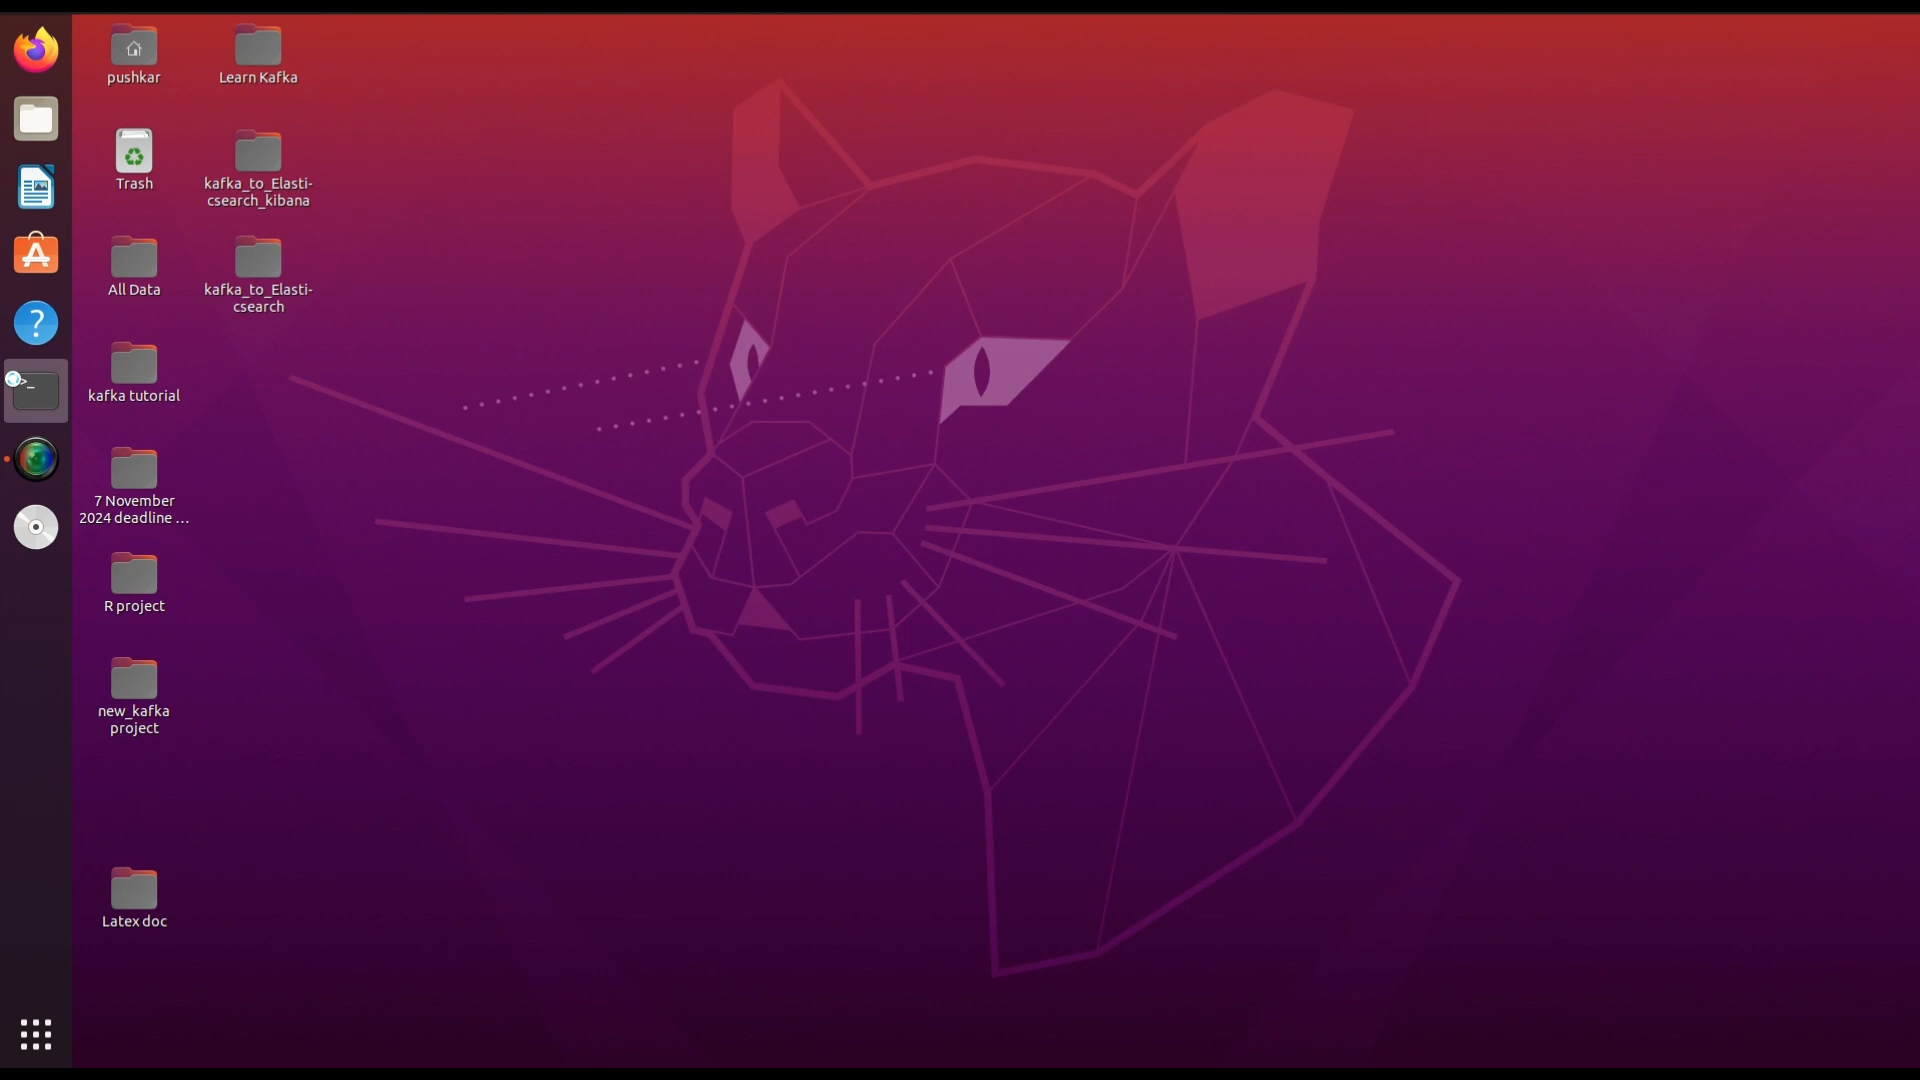 pushkar
Learn Kafka
Trash
kafka_to_Elasti-
csearch_kibana
All Data
kafka_to_Elasti-
csearch
kafka tutorial
7 November
2024 deadline ...
R project
new_kafka
project
Latex doc